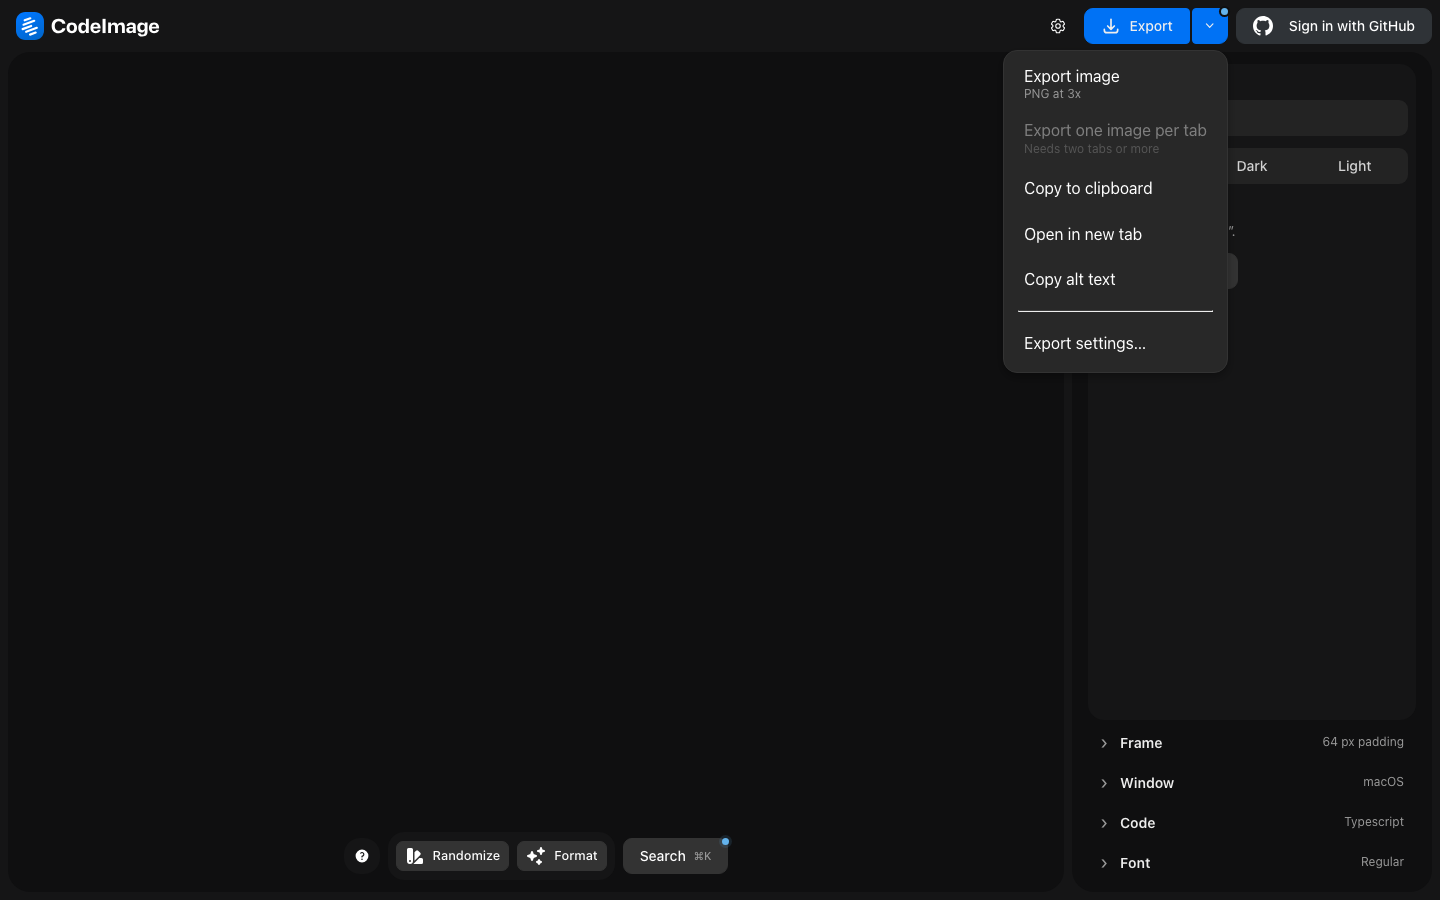 CodeImage
Export
Sign in with GitHub
Export image
PNG at 3x
Export one image per tab
Needs two tabs or more
Copy to clipboard
Open in new tab
Copy alt text
Export settings...
Dark
Light
”.
Frame
64 px padding
Window
macOS
Code
Typescript
Font
Regular
Randomize
Format
Search ⌘K